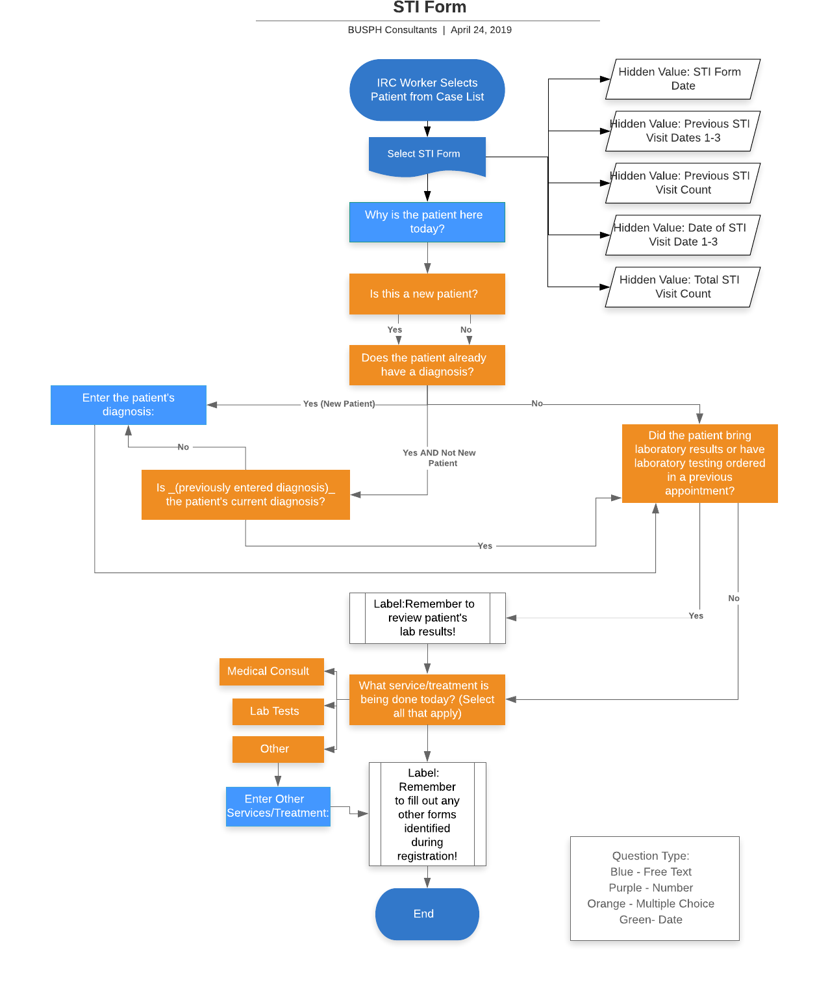 STI Form
BUSPH Consultants | April 24, 2019
IRC Worker Selects
Patient from Case List
Select STI Form
Hidden Value: STI Form
Date
Hidden Value: Previous STI
Visit Dates 1-3
Hidden Value: Previous STI
Visit Count
Hidden Value: Date of STI
Visit Date 1-3
Hidden Value: Total STI
Visit Count
Why is the patient here
today?
Is this a new patient?
Yes
No
Does the patient already
have a diagnosis?
Yes (New Patient)
No
Enter the patient's
diagnosis:
No
Yes AND Not New
Patient
Is _(previously entered diagnosis)_
the patient's current diagnosis?
Did the patient bring
laboratory results or have
laboratory testing ordered
in a previous
appointment?
Yes
No
Yes
Label:Remember to
review patient's
lab results!
Medical Consult
Lab Tests
Other
What service/treatment is
being done today? (Select
all that apply)
Enter Other
Services/Treatment:
Label:
Remember
to fill out any
other forms
identified
during
registration!
End
Question Type:
Blue - Free Text
Purple - Number
Orange - Multiple Choice
Green- Date